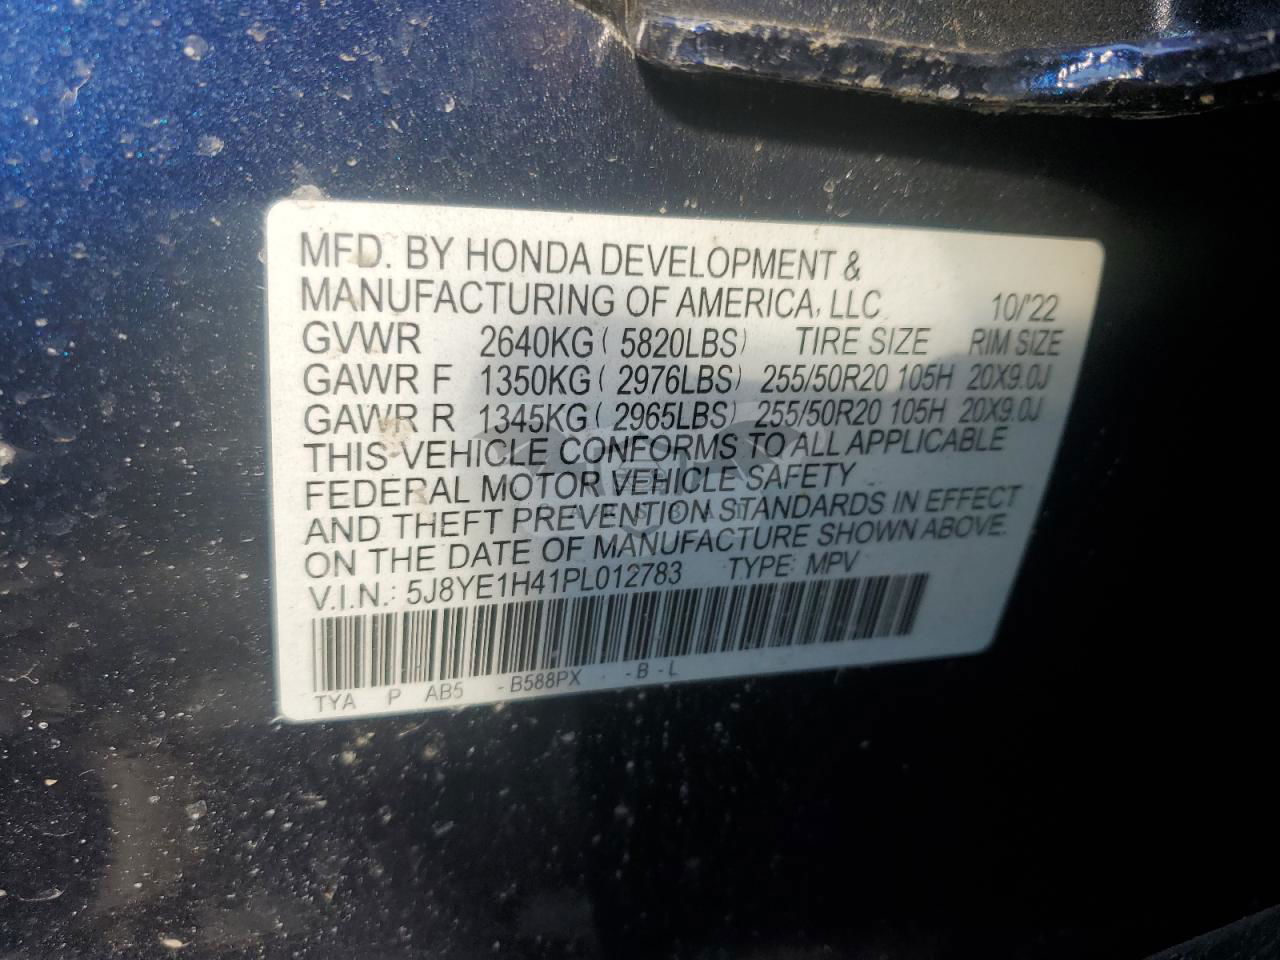 MFD. BY HONDA DEVELOPMENT &
MANUFACTURING OF AMERICA, LLC 10/'22
GVWR 2640KG ( 5820LBS) TIRE SIZE RIM SIZE
GAWR F 1350KG ( 2976LBS) 255/50R20 105H 20X9.0J
GAWR R 1345KG ( 2965LBS) 255/50R20 105H 20X9.0J
THIS VEHICLE CONFORMS TO ALL APPLICABLE
FEDERAL MOTOR VEHICLE SAFETY
AND THEFT PREVENTION STANDARDS IN EFFECT
ON THE DATE OF MANUFACTURE SHOWN ABOVE.
V.I.N.: 5J8YE1H41PL012783 TYPE: MPV
TYA P AB5 -B588PX -B-L